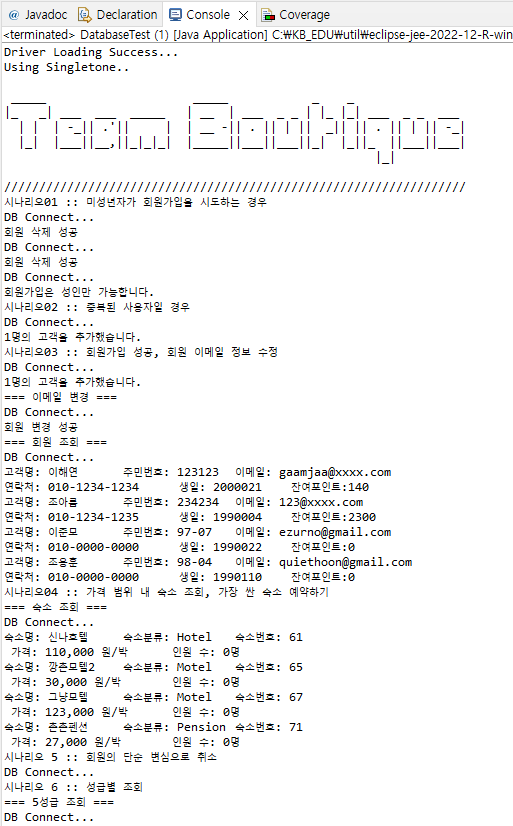 @ Javadoc Declaration Console Coverage
<terminated> DatabaseTest (1) [Java Application] C:₩KB_EDU₩util₩eclipse-jee-2022-12-R-win
Driver Loading Success...
Using Singletone..
Team Boutique
//////////////////////////////////////////////////////////////////
시나리오01 :: 미성년자가 회원가입을 시도하는 경우
DB Connect...
회원 삭제 성공
DB Connect...
회원 삭제 성공
DB Connect...
회원가입은 성인만 가능합니다.
시나리오02 :: 중복된 사용자일 경우
DB Connect...
1명의 고객을 추가했습니다.
시나리오03 :: 회원가입 성공, 회원 이메일 정보 수정
DB Connect...
1명의 고객을 추가했습니다.
=== 이메일 변경 ===
DB Connect...
회원 변경 성공
=== 회원 조회 ===
DB Connect...
고객명: 이해연 주민번호: 123123 이메일: gaamjaa@xxxx.com
연락처: 010-1234-1234 생일: 2000021 잔여포인트:140
고객명: 조아름 주민번호: 234234 이메일: 123@xxxx.com
연락처: 010-1234-1235 생일: 1990004 잔여포인트:2300
고객명: 이준모 주민번호: 97-07 이메일: ezurno@gmail.com
연락처: 010-0000-0000 생일: 1990022 잔여포인트:0
고객명: 조용훈 주민번호: 98-04 이메일: quiethoon@gmail.com
연락처: 010-0000-0000 생일: 1990110 잔여포인트:0
시나리오04 :: 가격 범위 내 숙소 조회, 가장 싼 숙소 예약하기
=== 숙소 조회 ===
DB Connect...
숙소명: 신나호텔 숙소분류: Hotel 숙소번호: 61
가격: 110,000 원/박 인원 수: 0명
숙소명: 깡촌모텔2 숙소분류: Motel 숙소번호: 65
가격: 30,000 원/박 인원 수: 0명
숙소명: 그냥모텔 숙소분류: Motel 숙소번호: 67
가격: 123,000 원/박 인원 수: 0명
숙소명: 촌촌펜션 숙소분류: Pension 숙소번호: 71
가격: 27,000 원/박 인원 수: 0명
시나리오 5 :: 회원의 단순 변심으로 취소
DB Connect...
시나리오 6 :: 성급별 조회
=== 5성급 조회 ===
DB Connect...